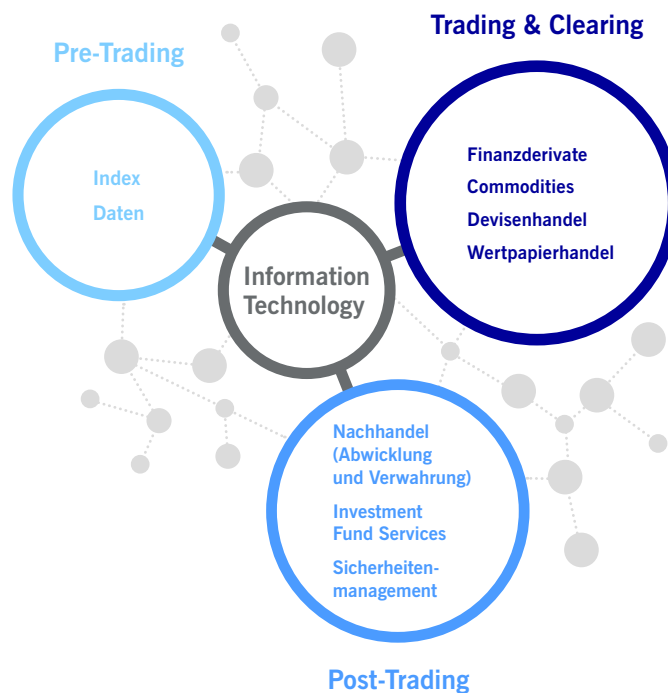 Trading & Clearing
Pre-Trading
Finanzderivate
Commodities
Devisenhandel
Wertpapierhandel
Index
Daten
Information
Technology
Nachhandel
(Abwicklung
und Verwahrung)
Investment
Fund Services
Sicherheiten-
management
Post-Trading